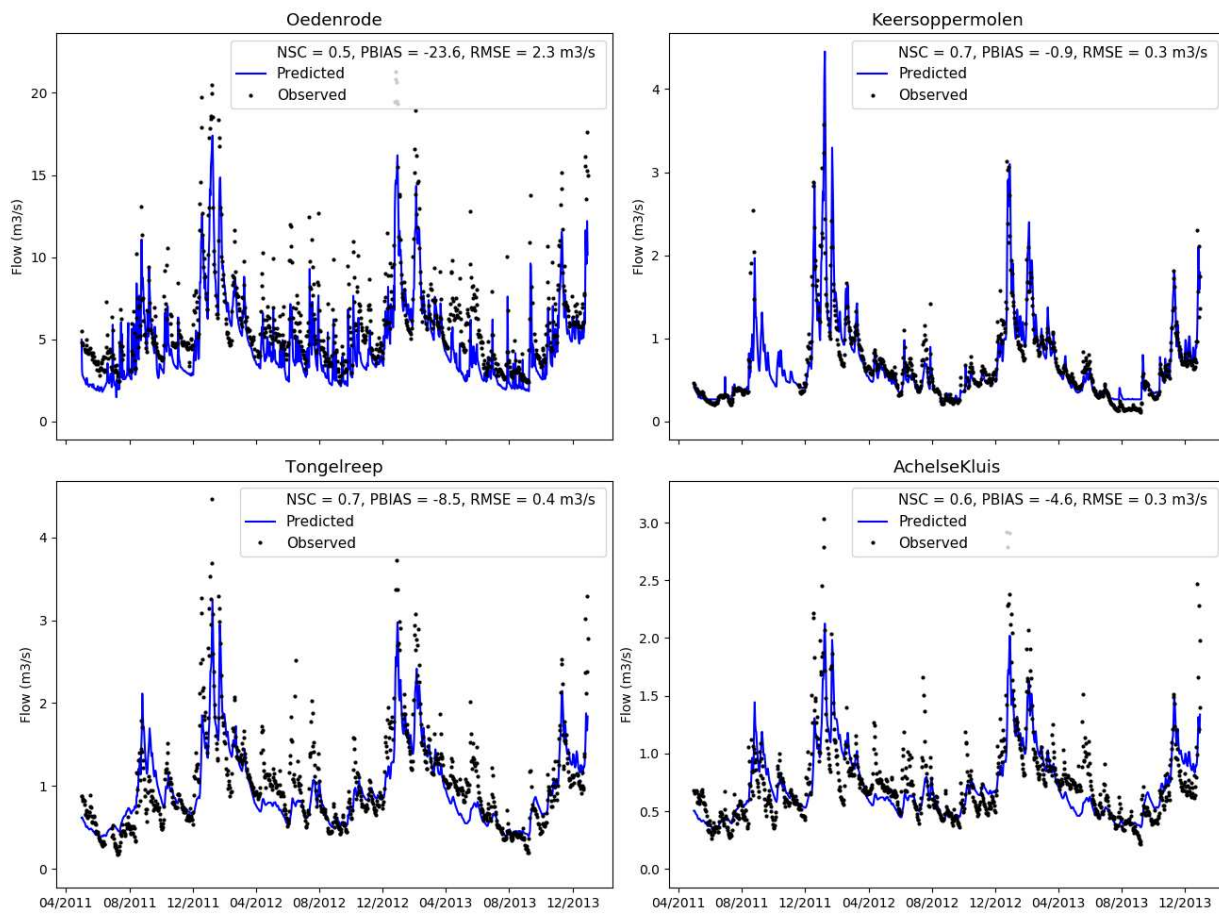 Oedenrode
NSC = 0.5, PBIAS = -23.6, RMSE = 2.3 m3/s
Predicted
Observed
20
15
10
5
0
Flow (m3/s)
Keersoppermolen
NSC = 0.7, PBIAS = -0.9, RMSE = 0.3 m3/s
Predicted
Observed
4
3
2
1
0
Flow (m3/s)
Tongelreep
NSC = 0.7, PBIAS = -8.5, RMSE = 0.4 m3/s
Predicted
Observed
4
3
2
1
0
Flow (m3/s)
04/2011 08/2011 12/2011 04/2012 08/2012 12/2012 04/2013 08/2013 12/2013
AchelseKluis
NSC = 0.6, PBIAS = -4.6, RMSE = 0.3 m3/s
Predicted
Observed
3.0
2.5
2.0
1.5
1.0
0.5
0.0
Flow (m3/s)
04/2011 08/2011 12/2011 04/2012 08/2012 12/2012 04/2013 08/2013 12/2013